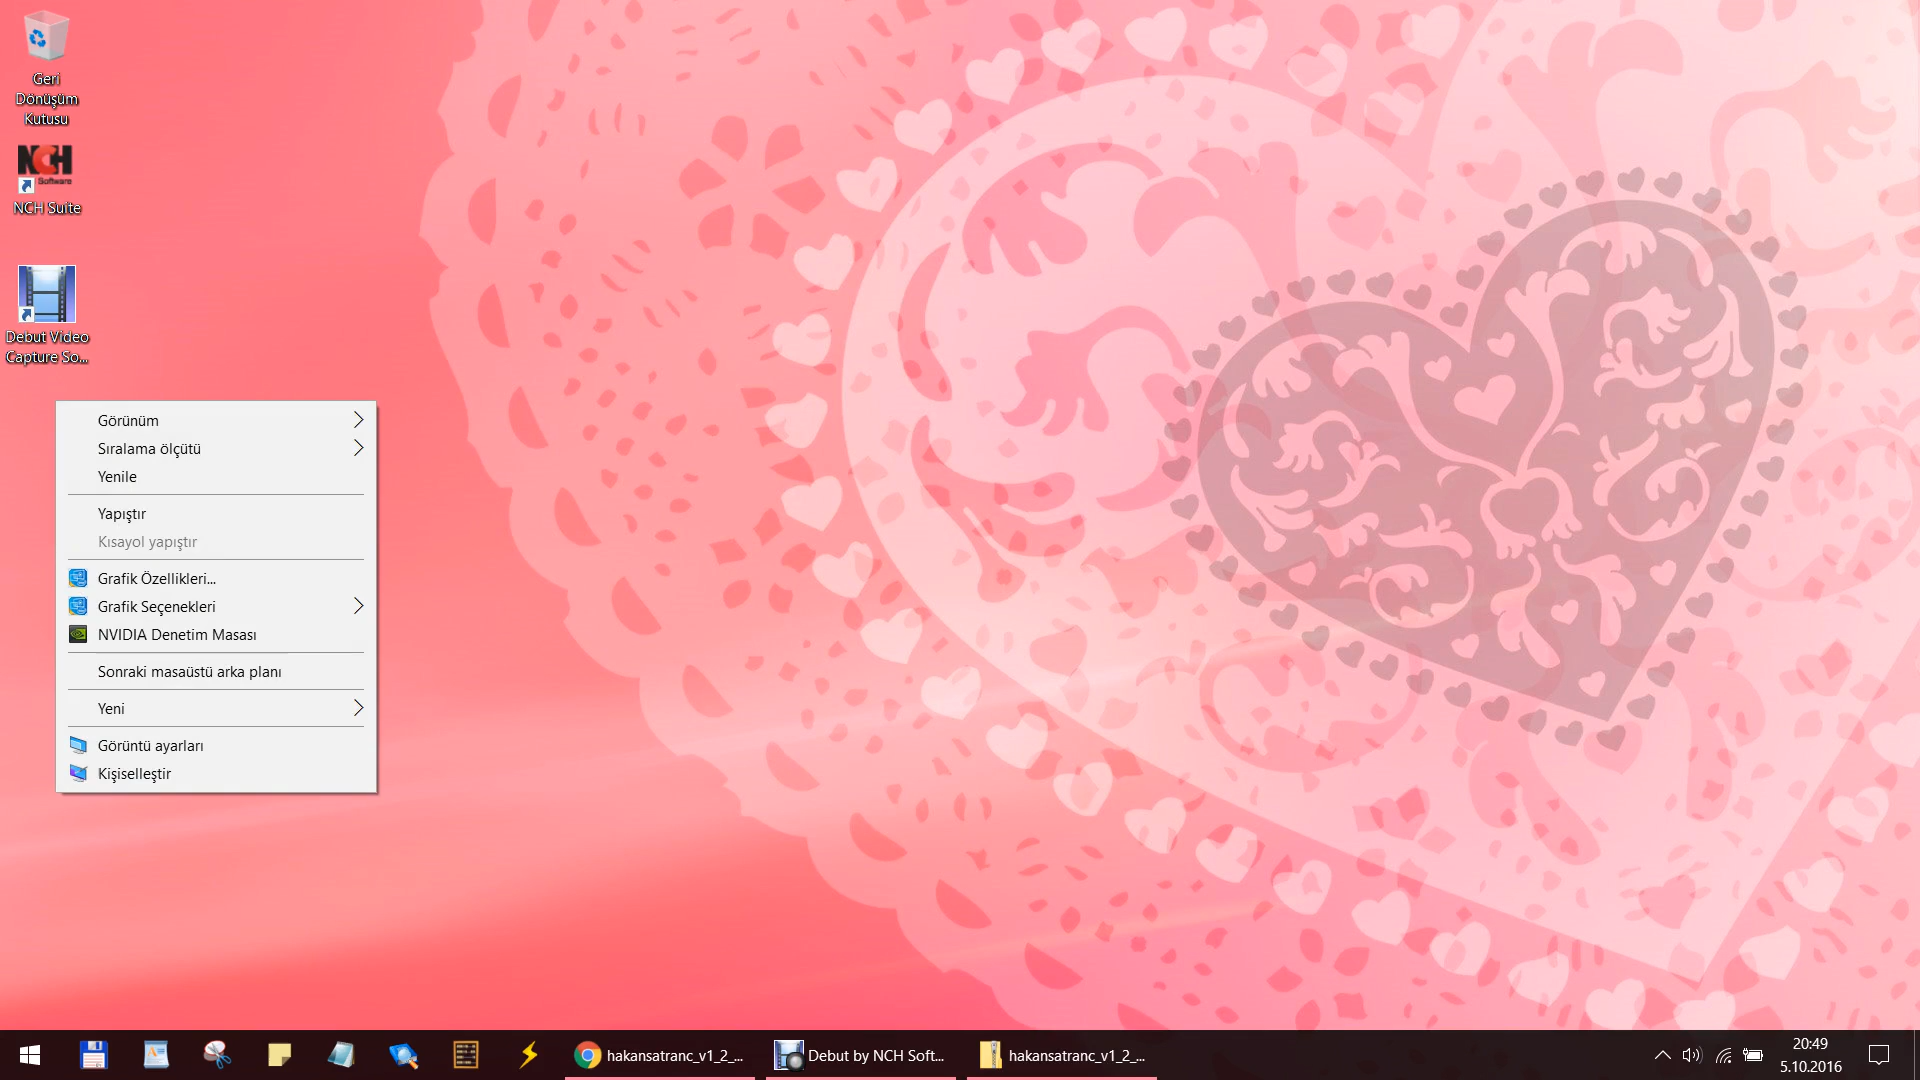 Geri
Dönüşüm
Kutusu
NCH
Software
NCH Suite
Debut Video
Capture So...
Görünüm
Sıralama ölçütü
Yenile
Yapıştır
Kısayol yapıştır
Grafik Özellikleri...
Grafik Seçenekleri
NVIDIA Denetim Masası
Sonraki masaüstü arka planı
Yeni
Görüntü ayarları
Kişiselleştir
hakansatranc_v1_2_...
Debut by NCH Soft...
hakansatranc_v1_2_...
20:49
5.10.2016